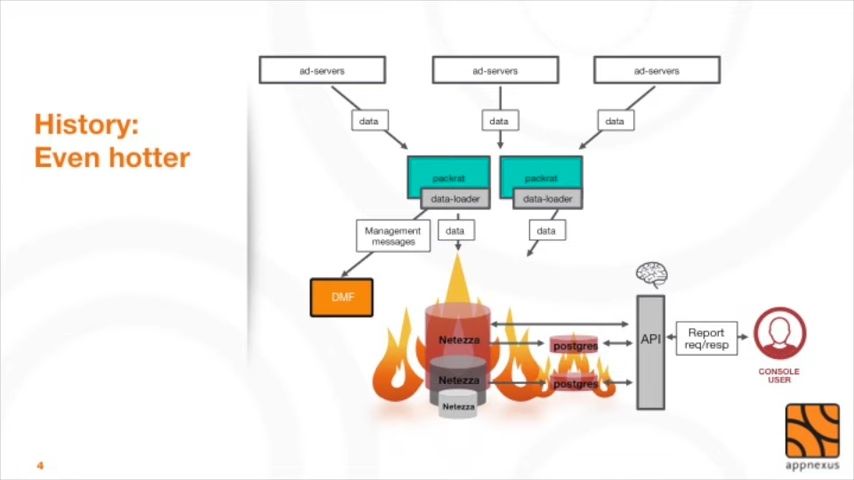 ad-servers
ad-servers
ad-servers
History:
Even hotter
data
data
data
packrat
packrat
data-loader
data-loader
Management
messages
data
data
DMF
Netezza
postgres
API
Report
req/resp
Netezza
postgres
CONSOLE
USER
Netezza
4
appnexus